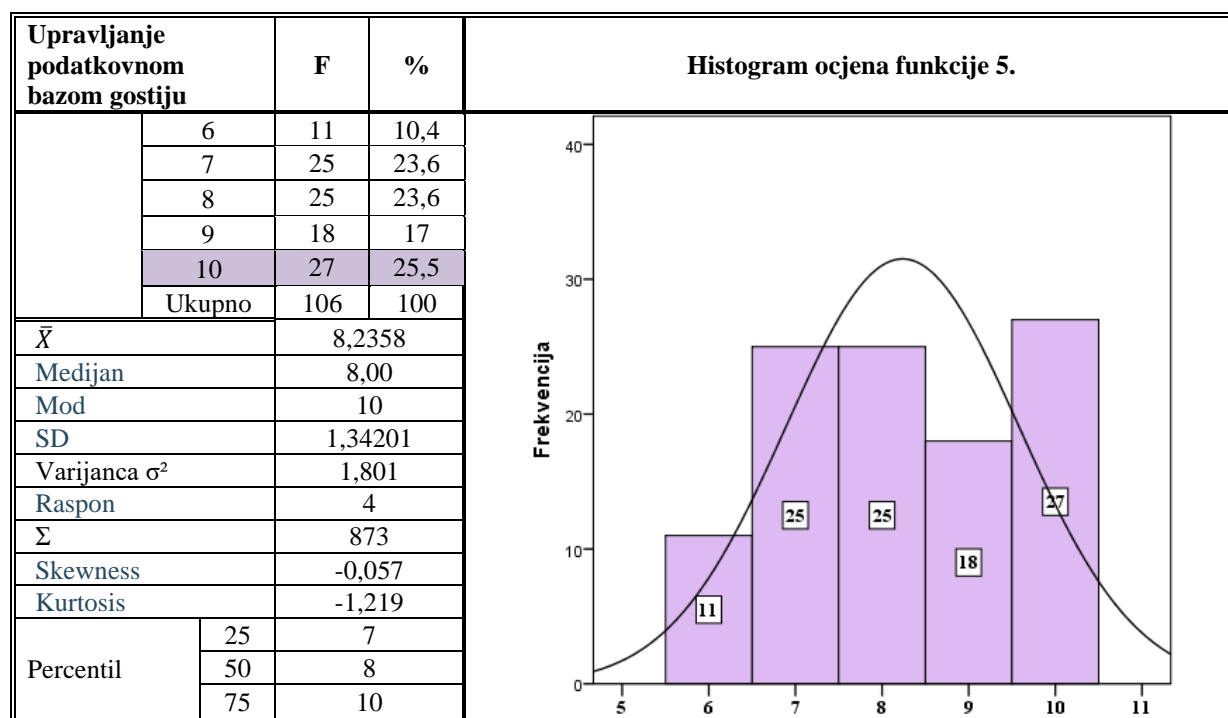 Upravljanje
podatkovnom
bazom gostiju
F
%
Histogram ocjena funkcije 5.
6 11 10,4
7 25 23,6
8 25 23,6
9 18 17
10 27 25,5
Ukupno 106 100
X̄ 8,2358
Medijan 8,00
Mod 10
SD 1,34201
Varijanca σ² 1,801
Raspon 4
Σ 873
Skewness -0,057
Kurtosis -1,219
Percentil
25 7
50 8
75 10
Frekvencija
40
30
20
10
0
11
25
25
18
27
5 6 7 8 9 10 11